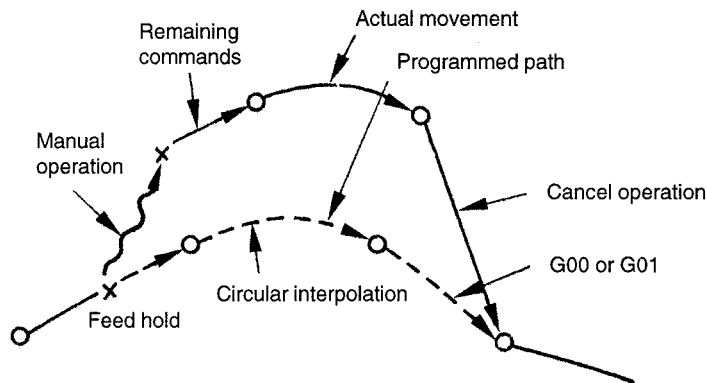 Actual movement
Remaining
commands
Programmed path
Manual
operation
Cancel operation
G00 or G01
Circular interpolation
Feed hold